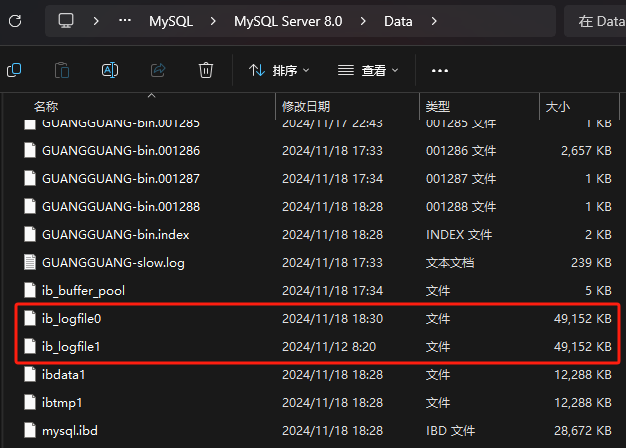 MySQL > MySQL Server 8.0 > Data > 在 Data
排序 查看
名称 修改日期 类型 大小
GUANGGUANG-bin.001285 2024/11/17 22:43 001285 文件 1 KB
GUANGGUANG-bin.001286 2024/11/18 17:33 001286 文件 2,657 KB
GUANGGUANG-bin.001287 2024/11/18 17:34 001287 文件 1 KB
GUANGGUANG-bin.001288 2024/11/18 18:28 001288 文件 1 KB
GUANGGUANG-bin.index 2024/11/18 18:28 INDEX 文件 2 KB
GUANGGUANG-slow.log 2024/11/18 17:33 文本文档 239 KB
ib_buffer_pool 2024/11/18 17:34 文件 5 KB
ib_logfile0 2024/11/18 18:30 文件 49,152 KB
ib_logfile1 2024/11/12 8:20 文件 49,152 KB
ibdata1 2024/11/18 18:28 文件 12,288 KB
ibtmp1 2024/11/18 18:28 文件 12,288 KB
mysql.ibd 2024/11/18 18:28 IBD 文件 28,672 KB